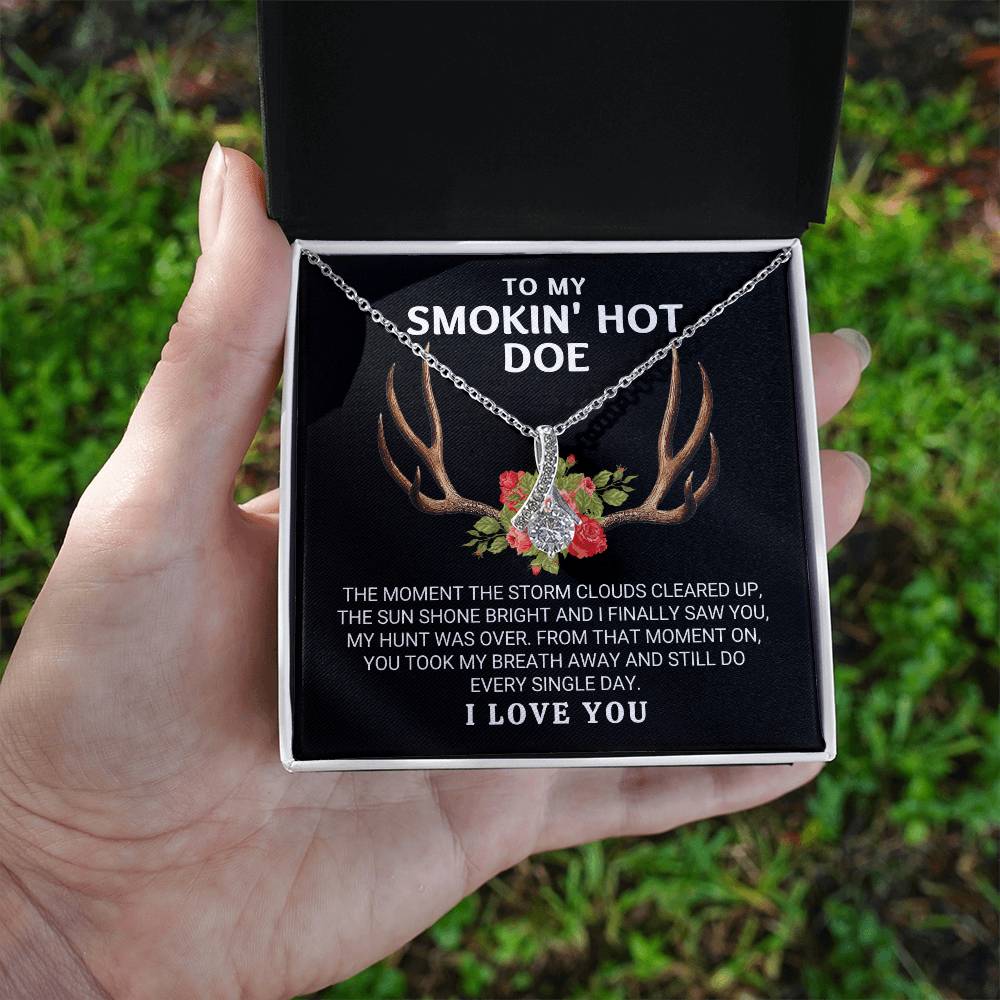 TO MY
SMOKIN' HOT
DOE
THE MOMENT THE STORM CLOUDS CLEARED UP,
THE SUN SHONE BRIGHT AND I FINALLY SAW YOU,
MY HUNT WAS OVER. FROM THAT MOMENT ON,
YOU TOOK MY BREATH AWAY AND STILL DO
EVERY SINGLE DAY.
I LOVE YOU